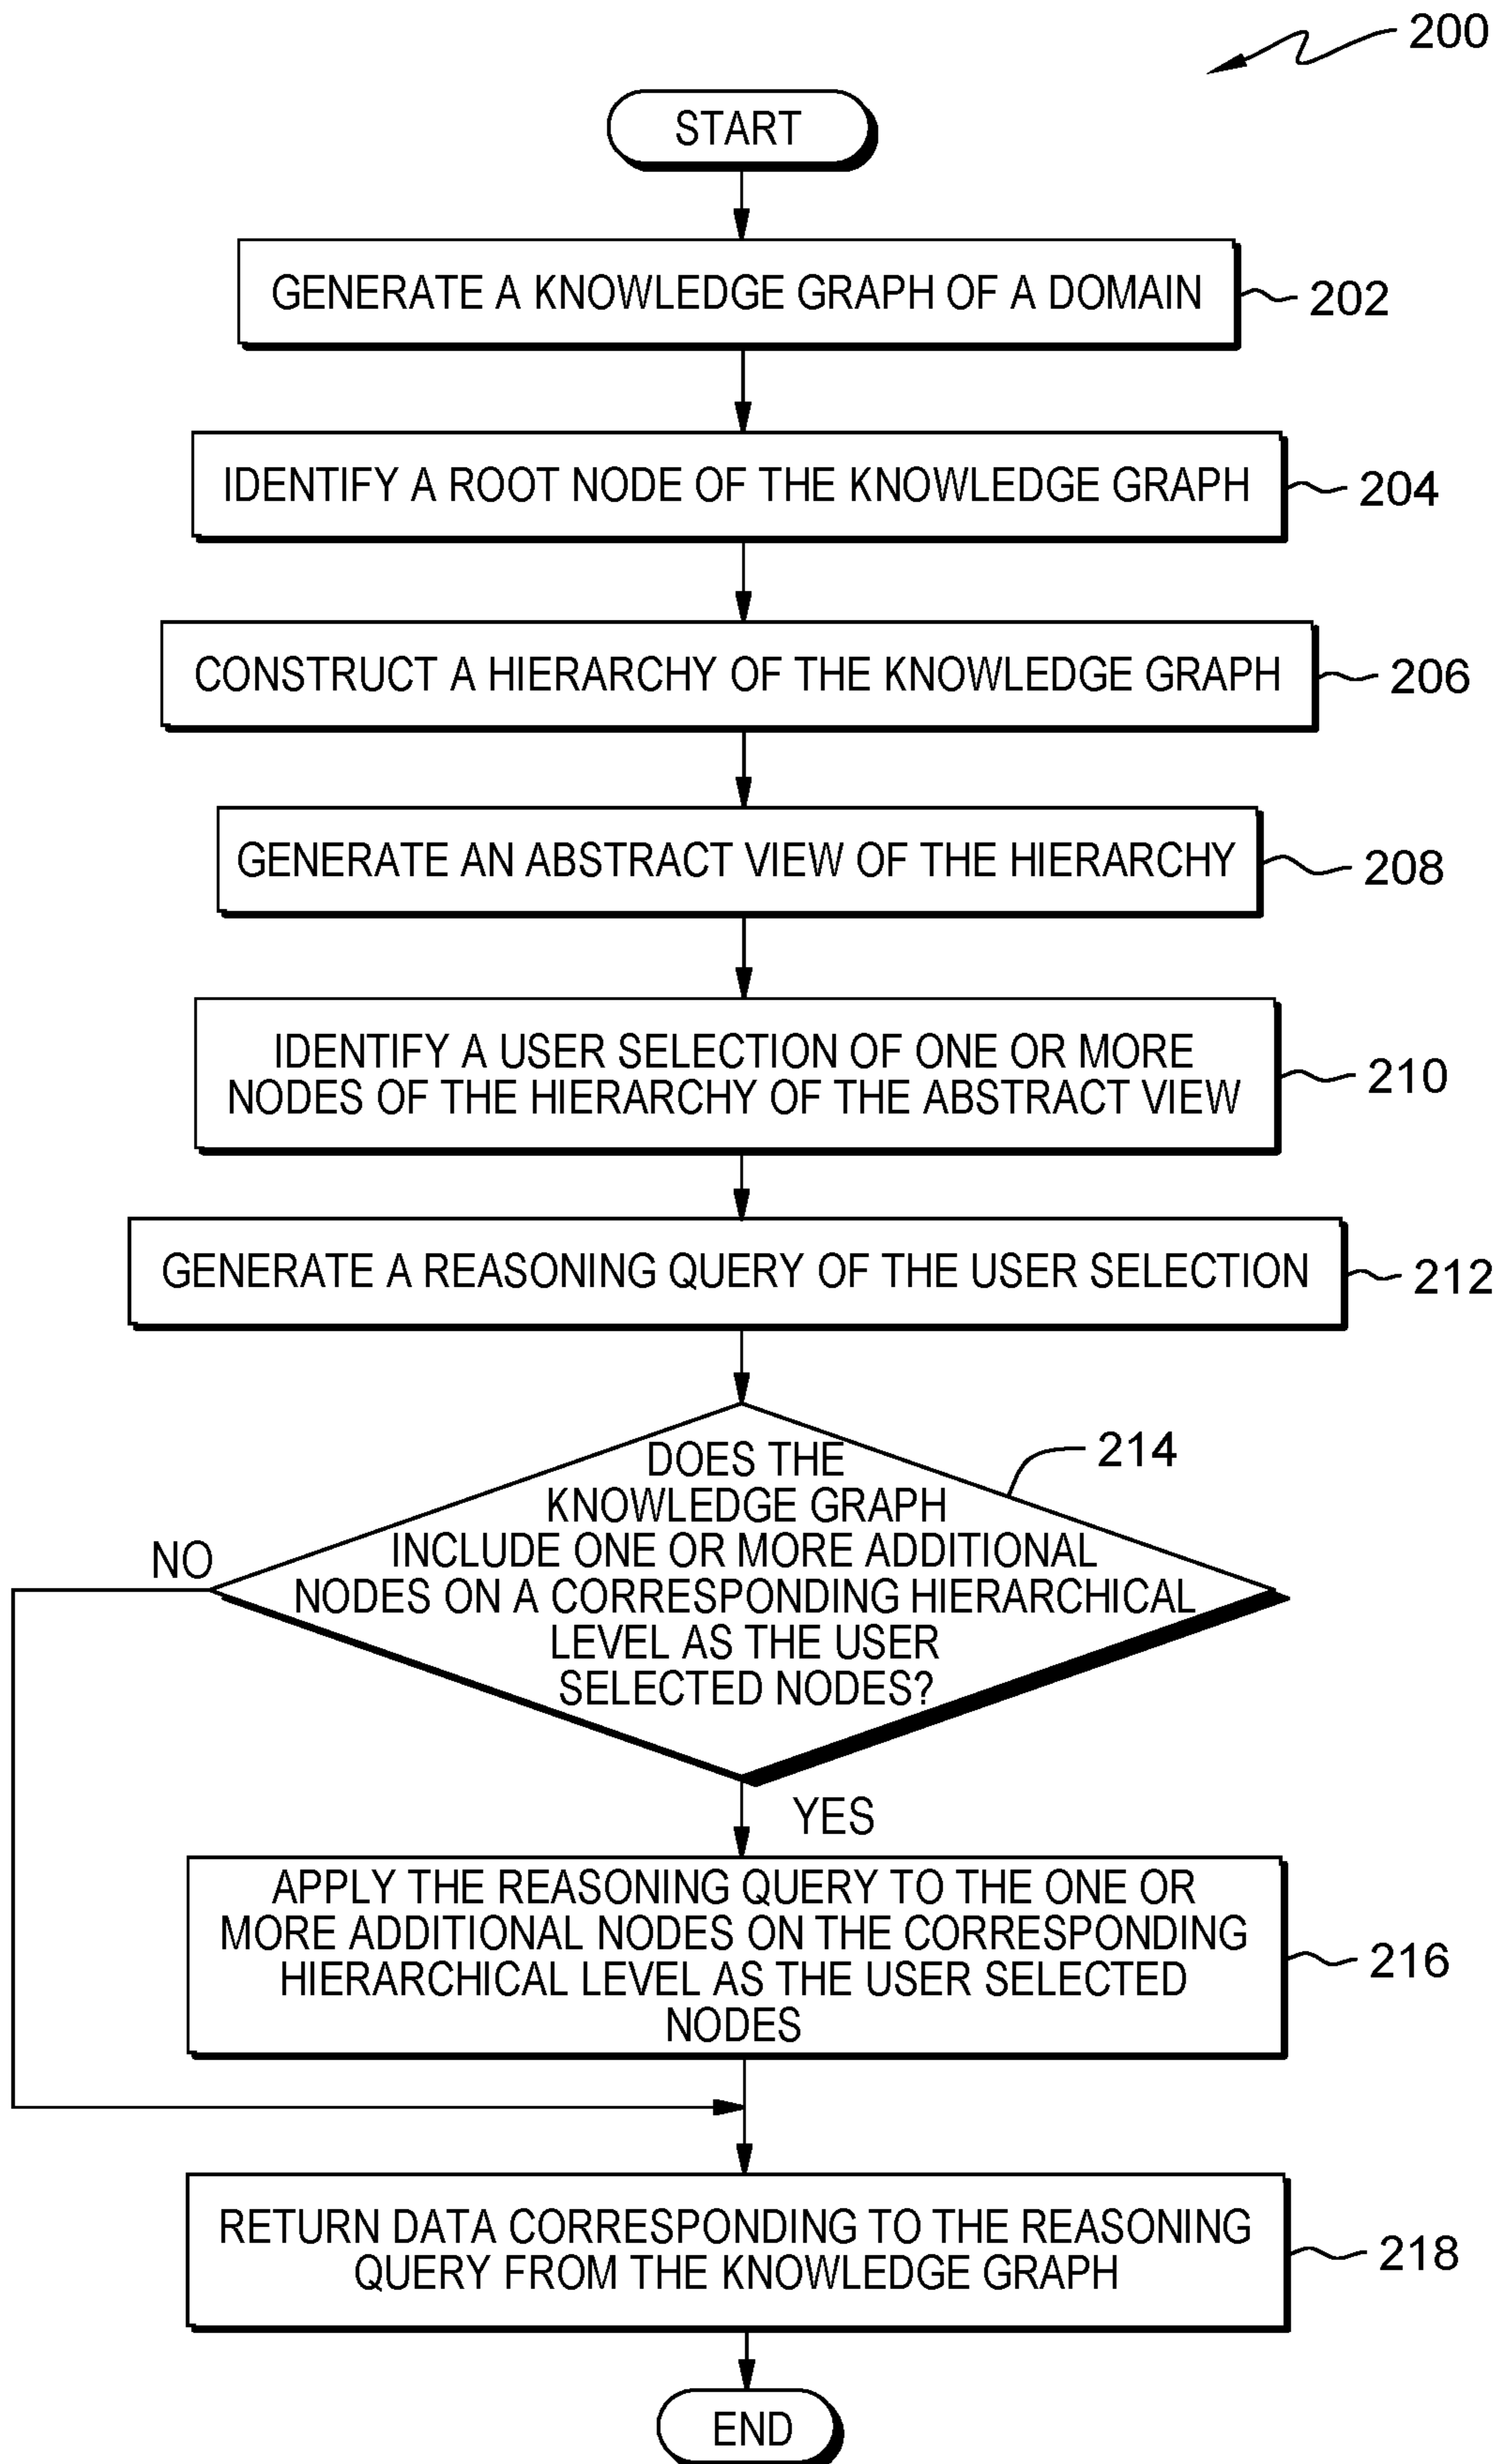 200
START
GENERATE A KNOWLEDGE GRAPH OF A DOMAIN
202
IDENTIFY A ROOT NODE OF THE KNOWLEDGE GRAPH
204
CONSTRUCT A HIERARCHY OF THE KNOWLEDGE GRAPH
206
GENERATE AN ABSTRACT VIEW OF THE HIERARCHY
208
IDENTIFY A USER SELECTION OF ONE OR MORE
NODES OF THE HIERARCHY OF THE ABSTRACT VIEW
210
GENERATE A REASONING QUERY OF THE USER SELECTION
212
DOES THE
KNOWLEDGE GRAPH
INCLUDE ONE OR MORE ADDITIONAL
NODES ON A CORRESPONDING HIERARCHICAL
LEVEL AS THE USER
SELECTED NODES?
214
NO
YES
APPLY THE REASONING QUERY TO THE ONE OR
MORE ADDITIONAL NODES ON THE CORRESPONDING
HIERARCHICAL LEVEL AS THE USER SELECTED
NODES
216
RETURN DATA CORRESPONDING TO THE REASONING
QUERY FROM THE KNOWLEDGE GRAPH
218
END